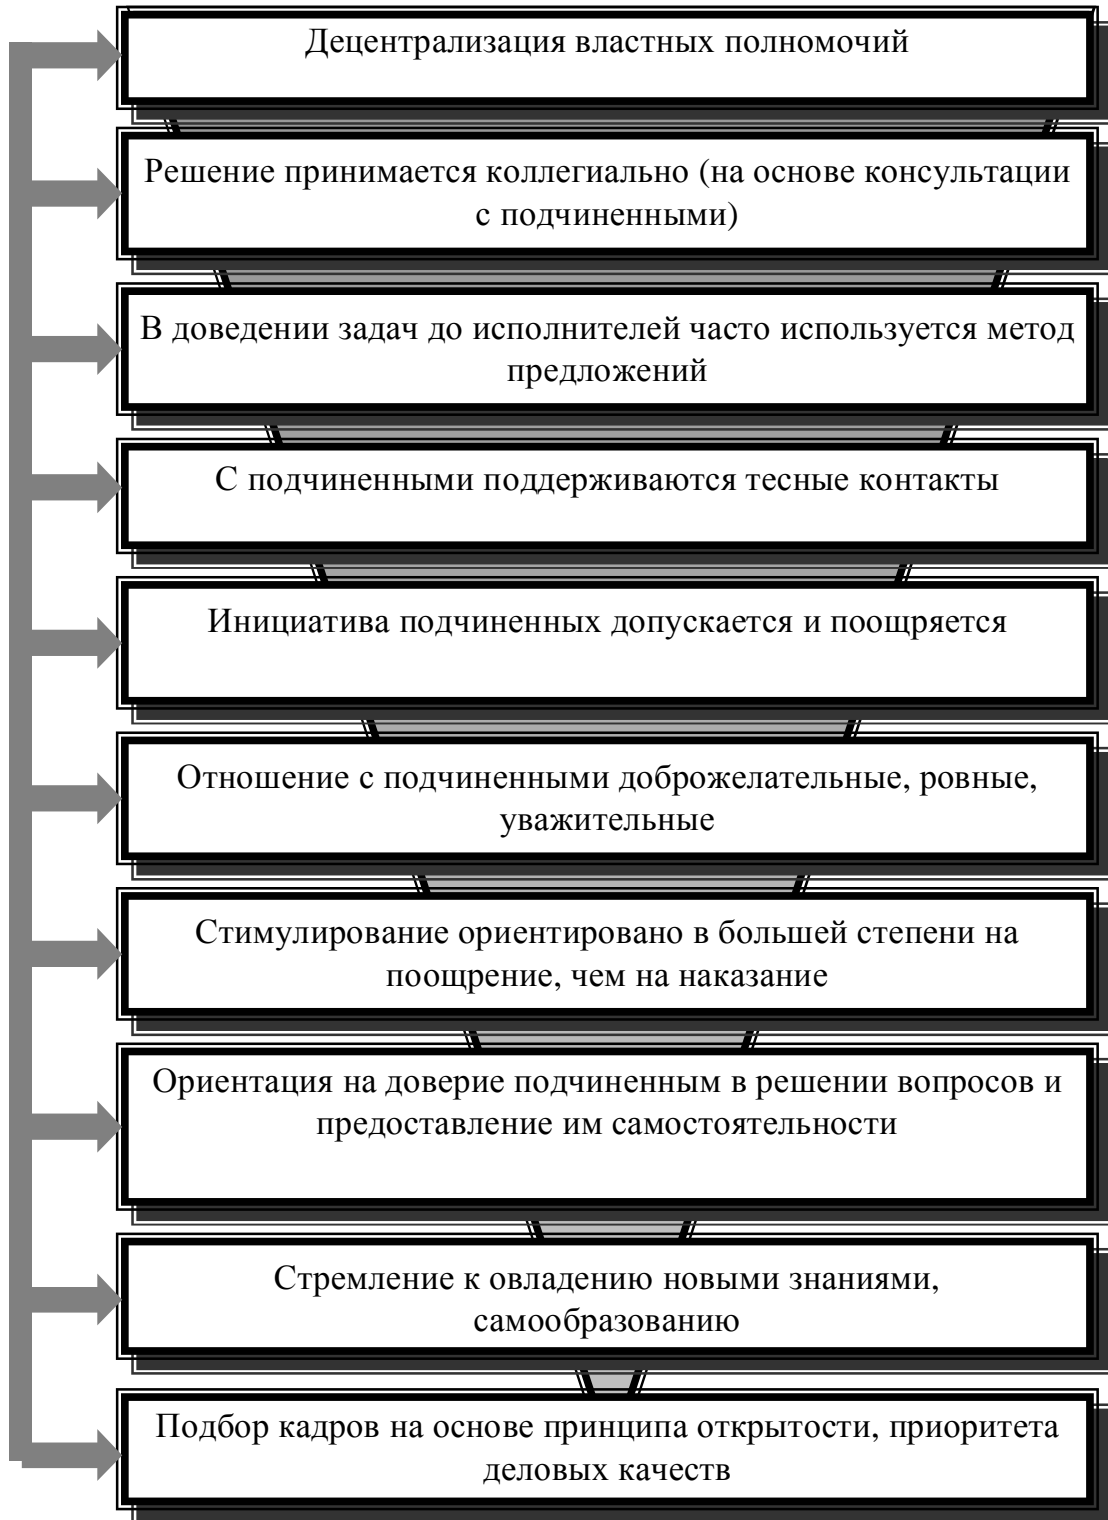 Децентрализация властных полномочий
Решение принимается коллегиально (на основе консультации
с подчиненными)
В доведении задач до исполнителей часто используется метод
предложений
С подчиненными поддерживаются тесные контакты
Инициатива подчиненных допускается и поощряется
Отношение с подчиненными доброжелательные, ровные,
уважительные
Стимулирование ориентировано в большей степени на
поощрение, чем на наказание
Ориентация на доверие подчиненным в решении вопросов и
предоставление им самостоятельности
Стремление к овладению новыми знаниями,
самообразованию
Подбор кадров на основе принципа открытости, приоритета
деловых качеств